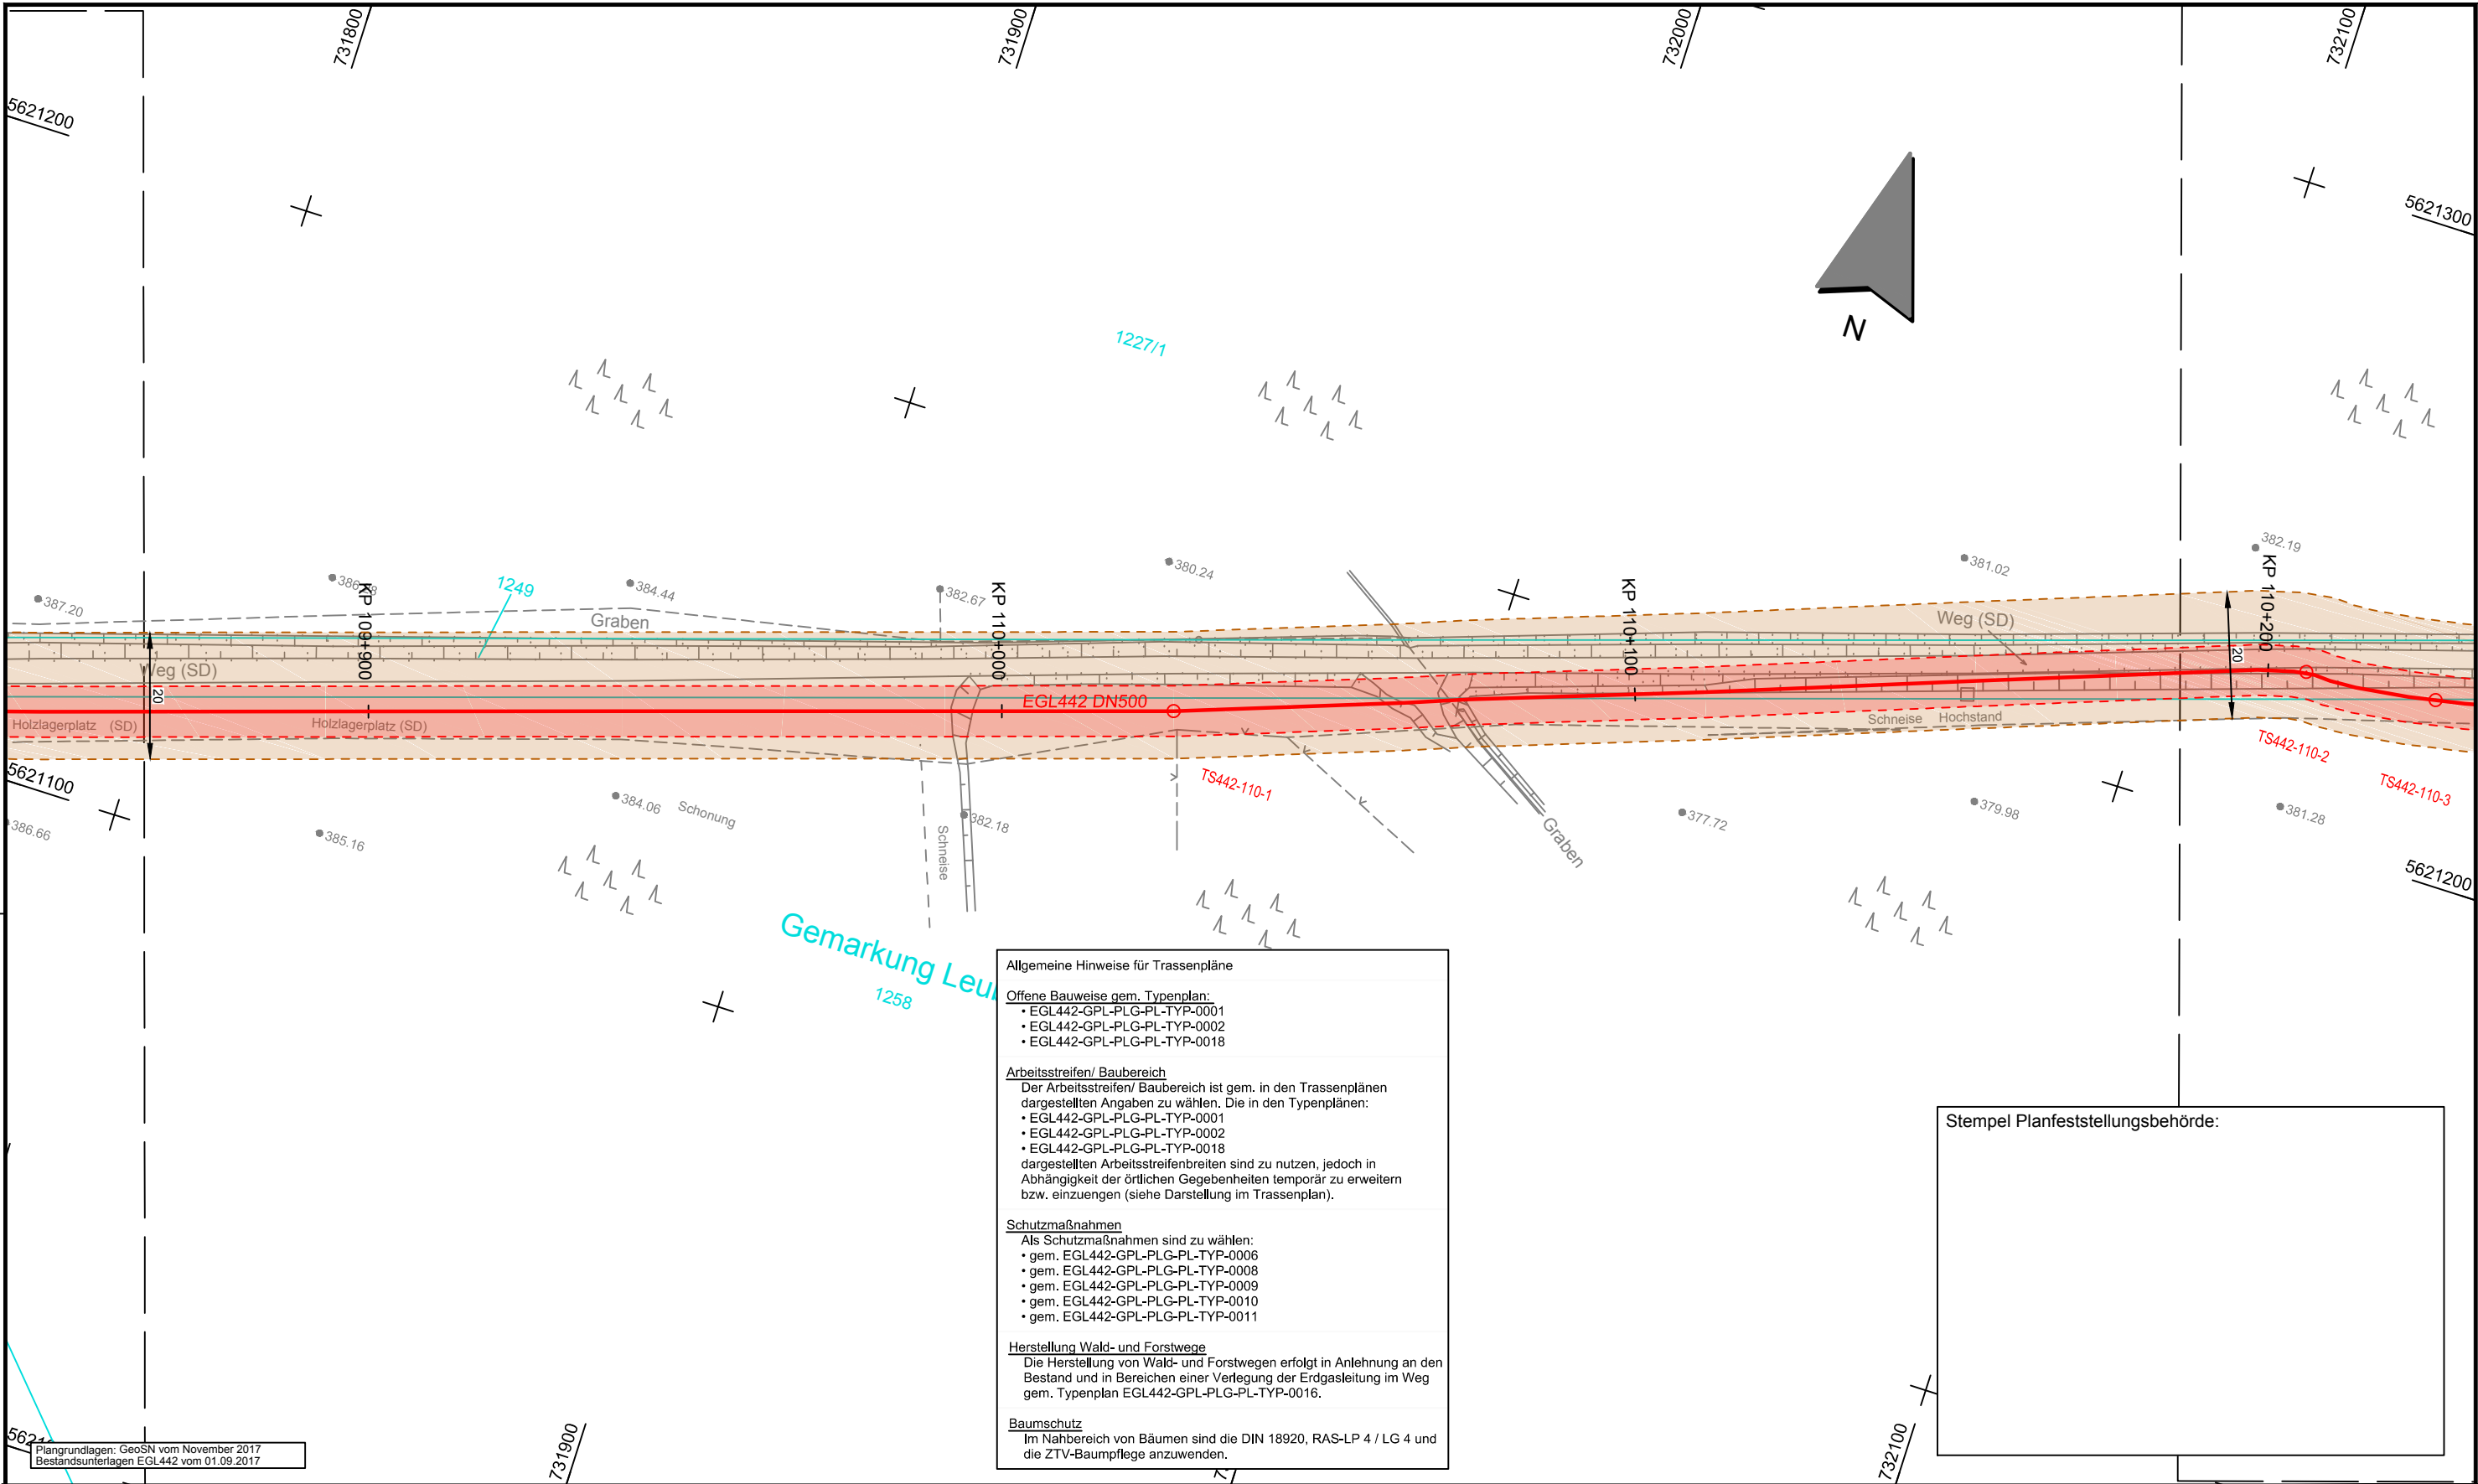 731800
731900
732000
732100
5621200
5621300
N
1227/1
387.20
384.44
382.67
380.24
381.02
382.19
KP 109+900
1249
KP 110+000
KP 110+100
KP 110+200
Graben
Weg (SD)
Weg (SD)
20
20
EGL442 DN500
Holzlagerplatz (SD)
Holzlagerplatz (SD)
Schneise Hochstand
TS442-110-1
TS442-110-2
TS442-110-3
5621100
386.66
385.16
384.06
Schonung
382.18
Schneise
Graben
377.72
379.98
381.28
5621200
Gemarkung
1258
Allgemeine Hinweise für Trassenpläne
Offene Bauweise gem. Typenplan:
• EGL442-GPL-PLG-PL-TYP-0001
• EGL442-GPL-PLG-PL-TYP-0002
• EGL442-GPL-PLG-PL-TYP-0018
Arbeitsstreifen/ Baubereich
Der Arbeitsstreifen/ Baubereich ist gem. in den Trassenplänen
dargestellten Angaben zu wählen. Die in den Typenplänen:
• EGL442-GPL-PLG-PL-TYP-0001
• EGL442-GPL-PLG-PL-TYP-0002
• EGL442-GPL-PLG-PL-TYP-0018
dargestellten Arbeitsstreifenbreiten sind zu nutzen, jedoch in
Abhängigkeit der örtlichen Gegebenheiten temporär zu erweitern
bzw. einzuengen (siehe Darstellung im Trassenplan).
Schutzmaßnahmen
Als Schutzmaßnahmen sind zu wählen:
• gem. EGL442-GPL-PLG-PL-TYP-0006
• gem. EGL442-GPL-PLG-PL-TYP-0008
• gem. EGL442-GPL-PLG-PL-TYP-0009
• gem. EGL442-GPL-PLG-PL-TYP-0010
• gem. EGL442-GPL-PLG-PL-TYP-0011
Herstellung Wald- und Forstwege
Die Herstellung von Wald- und Forstwegen erfolgt in Anlehnung an den
Bestand und in Bereichen einer Verlegung der Erdgasleitung im Weg
gem. Typenplan EGL442-GPL-PLG-PL-TYP-0016.
Baumschutz
Im Nahbereich von Bäumen sind die DIN 18920, RAS-LP 4 / LG 4 und
die ZTV-Baumpflege anzuwenden.
Stempel Planfeststellungsbehörde:
Plangrundlagen: GeoSN vom November 2017
Bestandsunterlagen EGL442 vom 01.09.2017
731900
732100